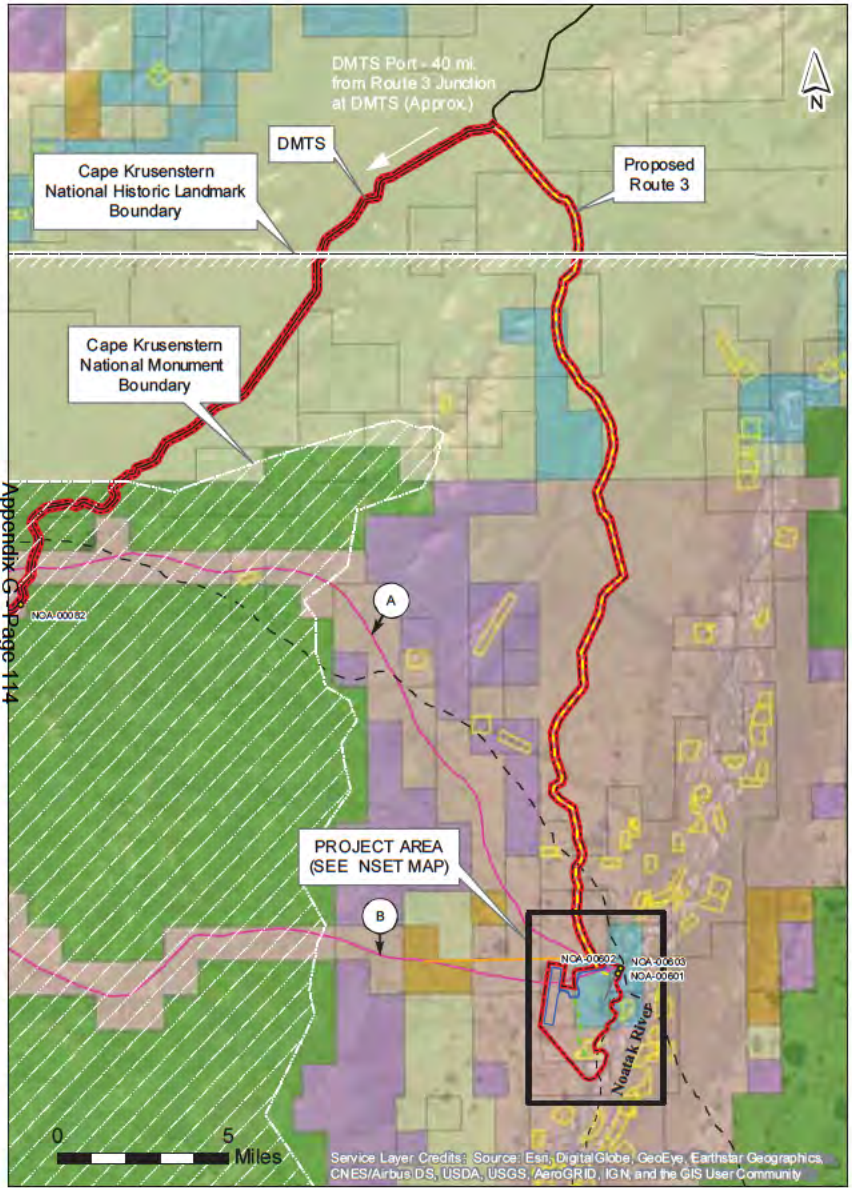 DMTS Port - 40 mi.
from Route 3 Junction
at DMTS (Approx.)
N
DMTS
Cape Krusenstern
National Historic Landmark
Boundary
Proposed
Route 3
Cape Krusenstern
National Monument
Boundary
Appendix G - Page 114
NOA-00082
A
PROJECT AREA
(SEE NSET MAP)
B
NOA-00602
NOA-00603
NOA-00601
Noatak River
0 5
Miles
Service Layer Credits: Source: Esri, DigitalGlobe, GeoEye, Earthstar Geographics,
CNES/Airbus DS, USDA, USGS, AeroGRID, IGN, and the GIS User Community